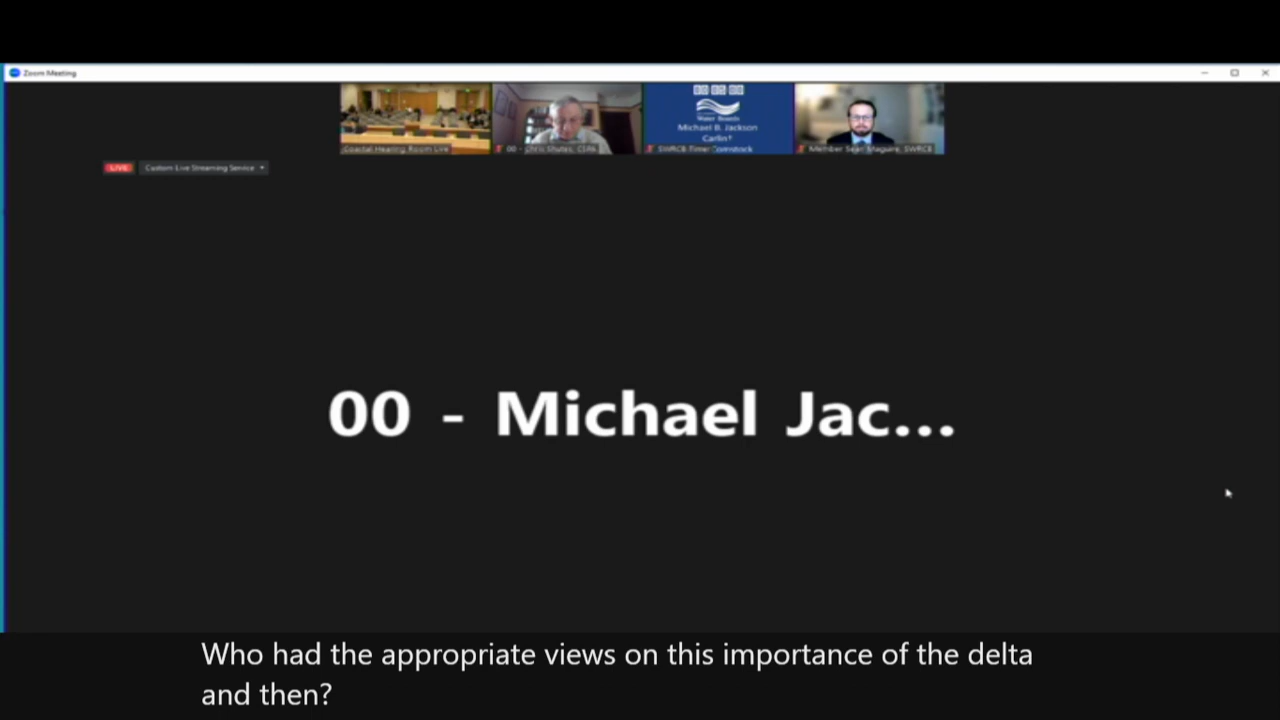 Zoom Meeting
Water Boards
Michael B. Jackson
Coastal Hearing Room Live
00 - Chris Shutes, CSPA
SWRCB Timer Comstock
Member Sean Maguire, SWRCB
LIVE
Custom Live Streaming Service
00 - Michael Jac...
Who had the appropriate views on this importance of the delta
and then?